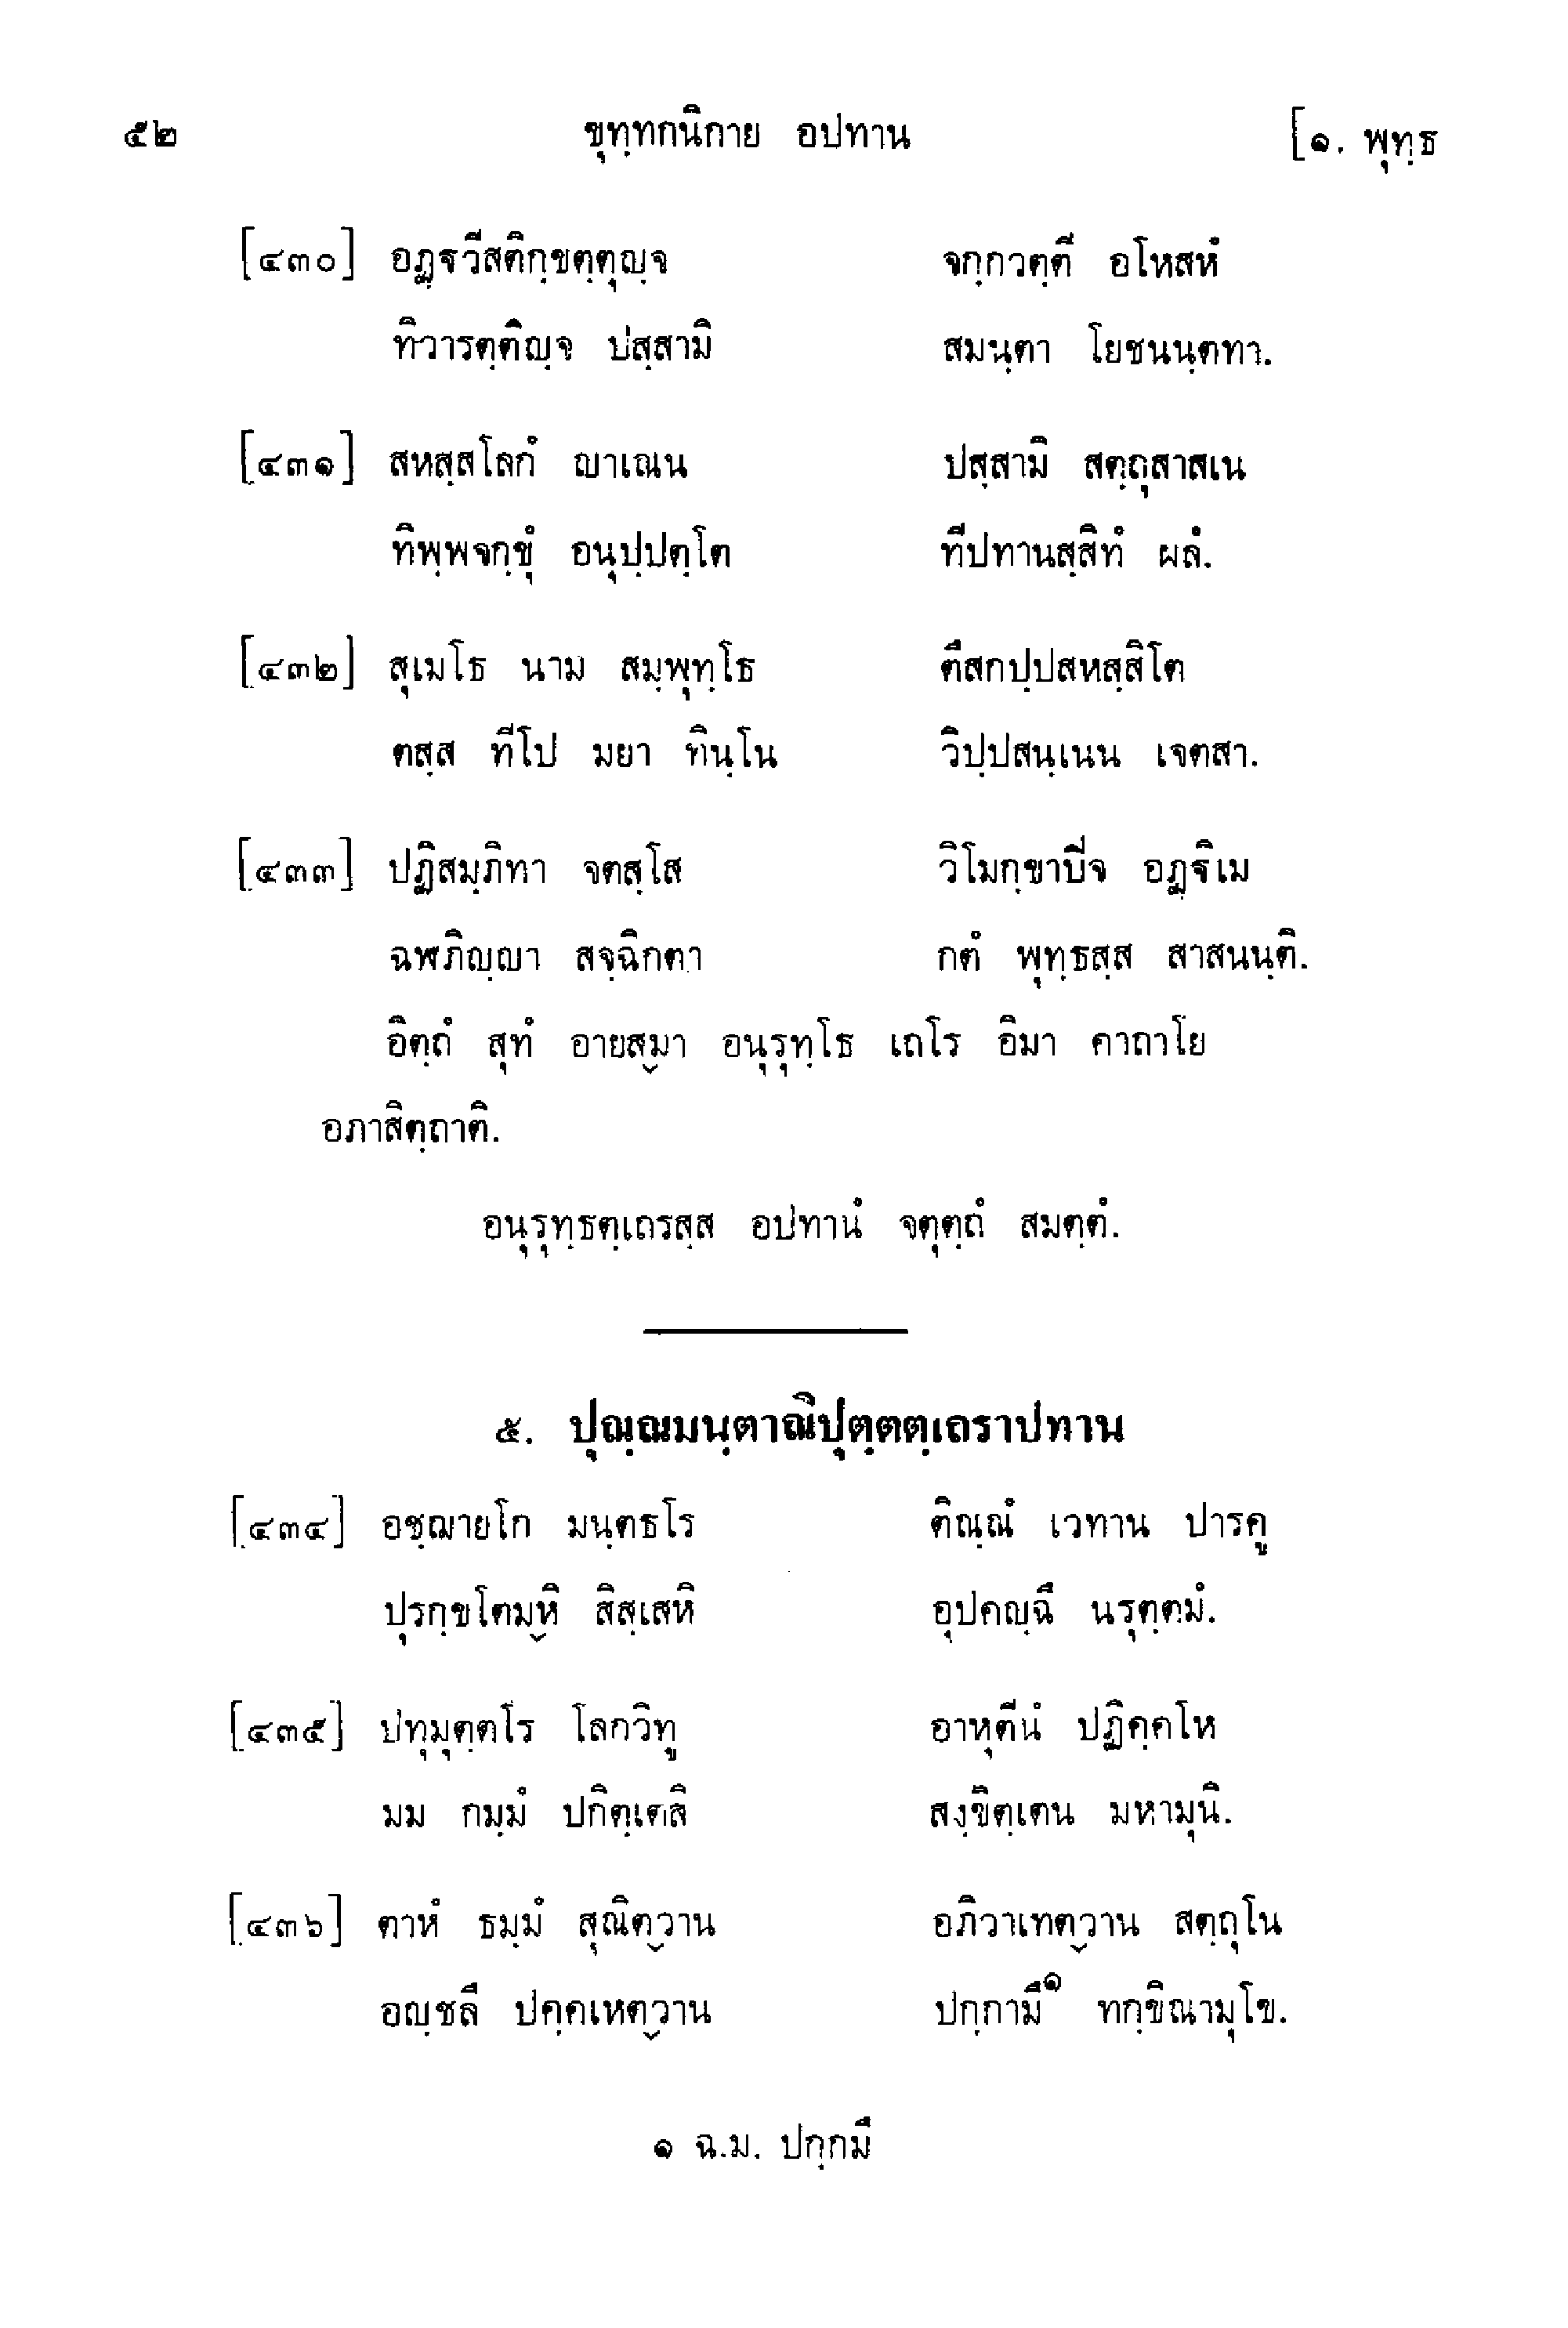 ๕๒ ขุทฺทกนิกาย อปทาน [๑. พุทฺธ
[๔๓๐] อฏฺฐวีสติกฺขตฺตุญฺจ จกฺกวตฺตี อโหสหํ
ทิวารตฺติญฺจ ปสฺสามิ สมนฺตา โยชนนฺตทา.
[๔๓๑] สหสฺสโลกํ ญาเณน ปสฺสามิ สตฺถุสาสเน
ทิพฺพจกฺขุํ อนุปฺปตฺโต ทีปทานสฺสิทํ ผลํ.
[๔๓๒] สุเมโธ นาม สมฺพุทฺโธ ตึสกปฺปสหสฺสิโต
ตสฺส ทีโป มยา ทินฺโน วิปฺปสนฺเนน เจตสา.
[๔๓๓] ปฏิสมฺภิทา จตสฺโส วิโมกฺขาปิจ อฏฺฐิเม
ฉฬภิญฺญา สจฺฉิกตา กตํ พุทฺธสฺส สาสนนฺติ.
อิตฺถํ สุทํ อายสฺมา อนุรุทฺโธ เถโร อิมา คาถาโย
อภาสิตฺถาติ.
อนุรุทฺธตฺเถรสฺส อปทานํ จตุตฺถํ สมตฺตํ.
๕. ปุณฺณมนฺตาณิปุตฺตตฺเถราปทาน
[๔๓๔] อชฺฌายโก มนฺตธโร ติณฺณํ เวทาน ปารคู
ปุรกฺขโตมฺหิ สิสฺเสหิ อุปคญฺฉึ นรุตฺตมํ.
[๔๓๕] ปทุมุตฺตโร โลกวิทู อาหุตีนํ ปฏิคฺคโห
มม กมฺมํ ปกิตฺเตสิ สงฺขิตฺเตน มหามุนิ.
[๔๓๖] ตาหํ ธมฺมํ สุณิตฺวาน อภิวาเทตฺวาน สตฺถุโน
อญฺชลึ ปคฺคเหตฺวาน ปกฺกามึ๑ ทกฺขิณามุโข.
๑ ฉ.ม. ปกฺกมึ